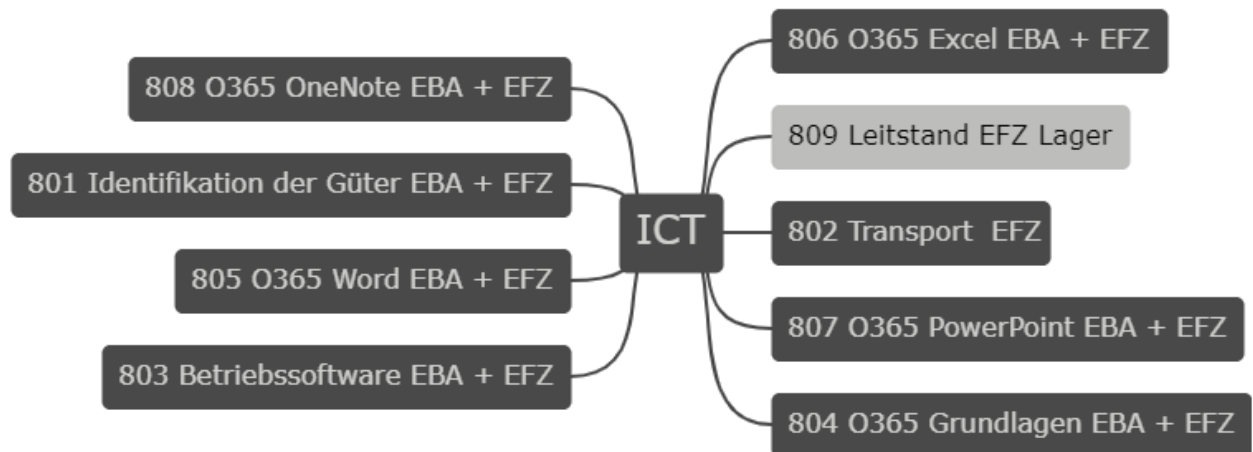 808 O365 OneNote EBA + EFZ
801 Identifikation der Güter EBA + EFZ
805 O365 Word EBA + EFZ
803 Betriebssoftware EBA + EFZ
ICT
806 O365 Excel EBA + EFZ
809 Leitstand EFZ Lager
802 Transport  EFZ
807 O365 PowerPoint EBA + EFZ
804 O365 Grundlagen EBA + EFZ